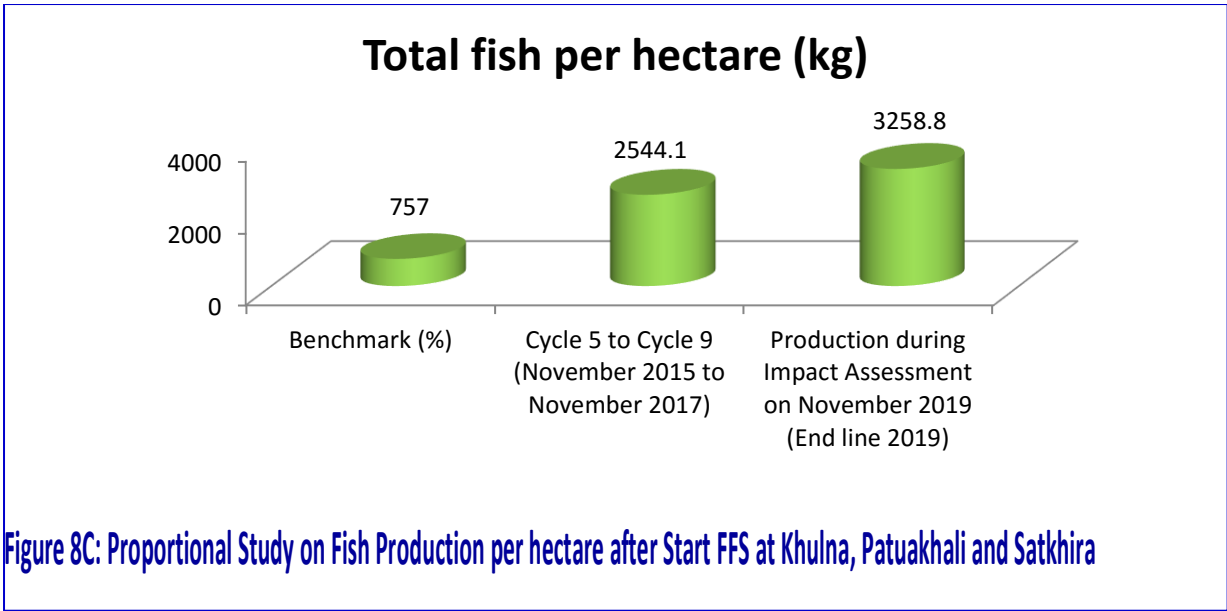 Total fish per hectare (kg)
3258.8
2544.1
4000
757
2000
0
Benchmark (%)
Cycle 5 to Cycle 9
(November 2015 to
November 2017)
Production during
Impact Assessment
on November 2019
(End line 2019)
Figure 8C: Proportional Study on Fish Production per hectare after Start FFS at Khulna, Patuakhali and Satkhira